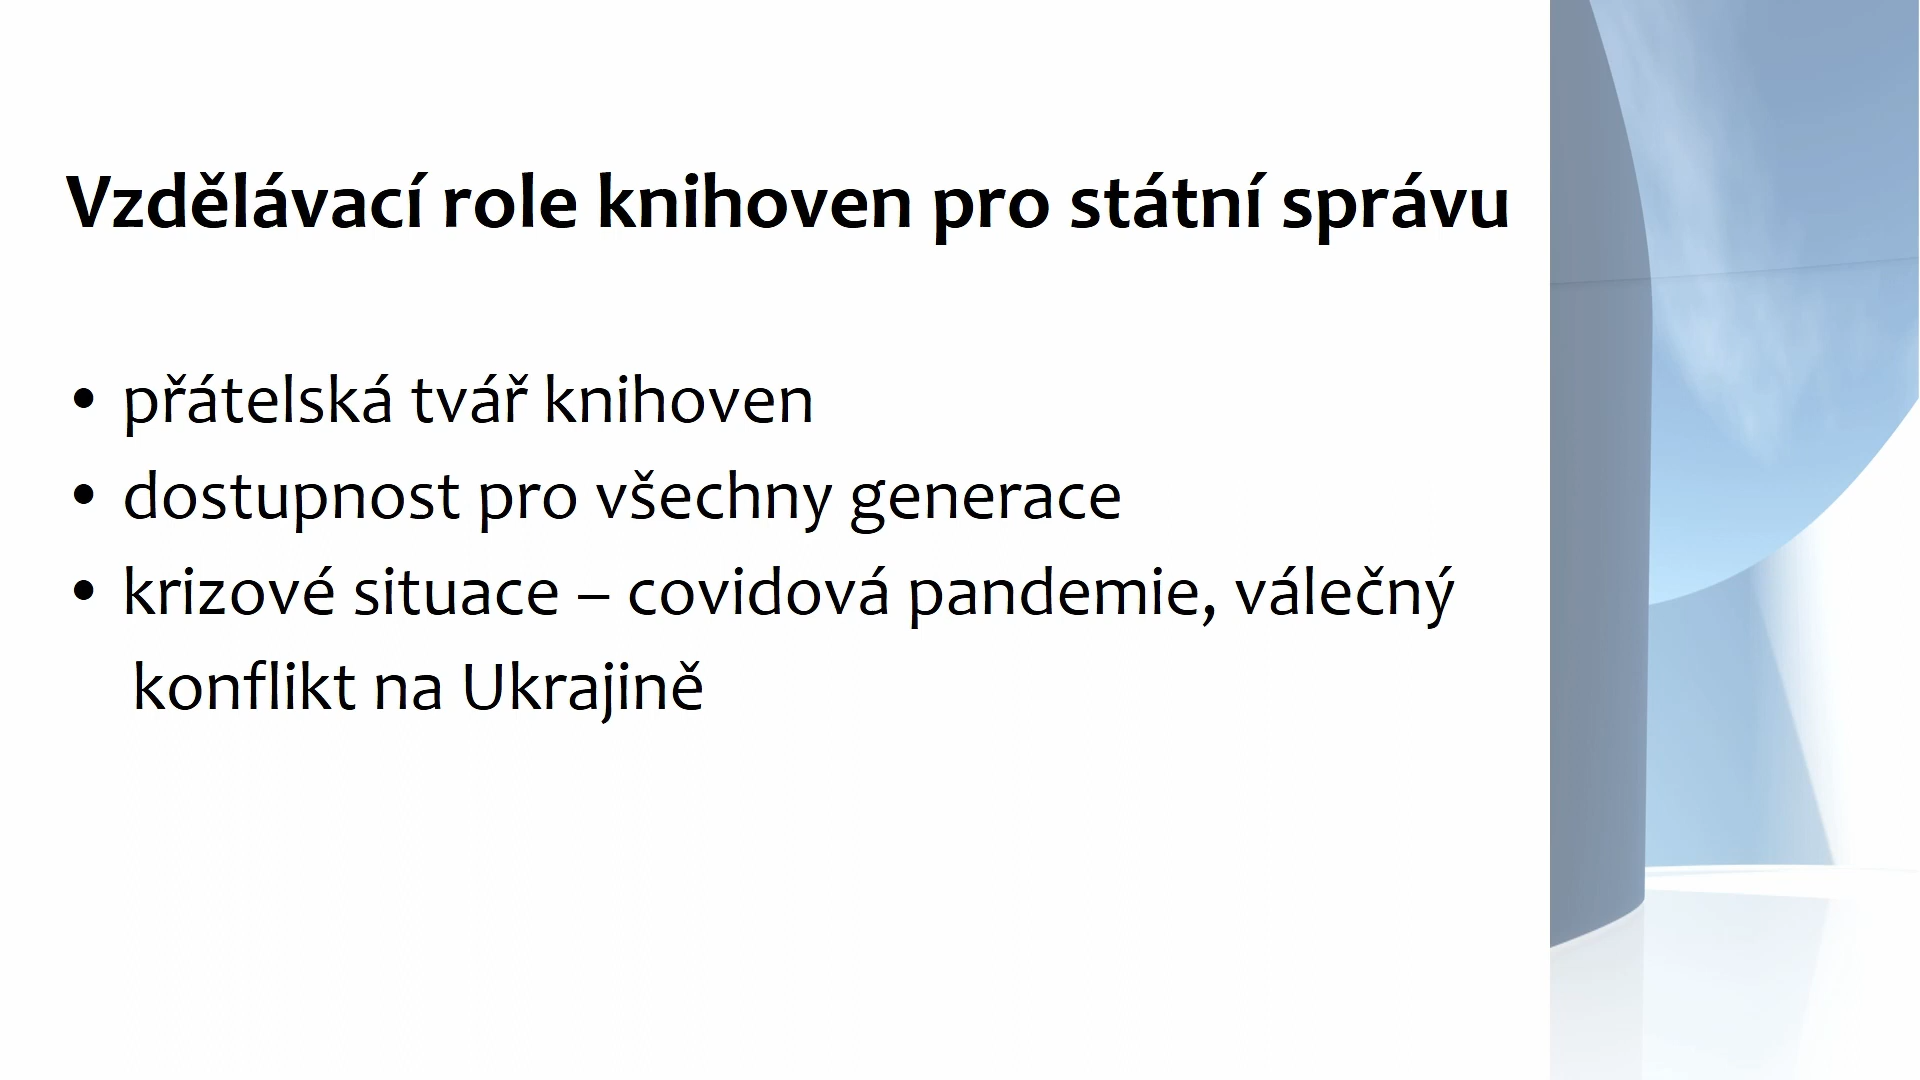 Vzdělávací role knihoven pro státní správu
• přátelská tvář knihoven
• dostupnost pro všechny generace
• krizové situace – covidová pandemie, válečný
konflikt na Ukrajině